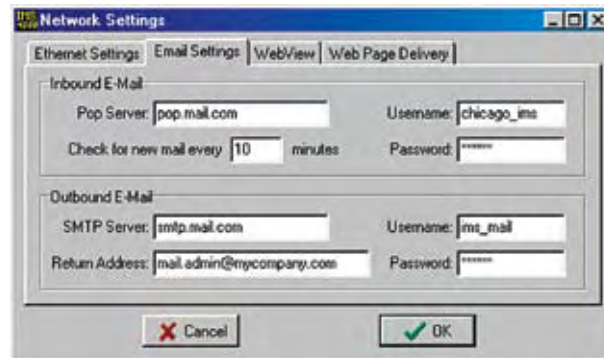 IMS 4000 Network Settings
Ethernet Settings Email Settings WebView Web Page Delivery
Inbound E-Mail
Pop Server: pop.mail.com Username: chicago_ims
Check for new mail every 10 minutes Password: ******
Outbound E-Mail
SMTP Server: smtp.mail.com Username: ims_mail
Return Address: mail.admin@mycompany.com Password: ******
Cancel OK